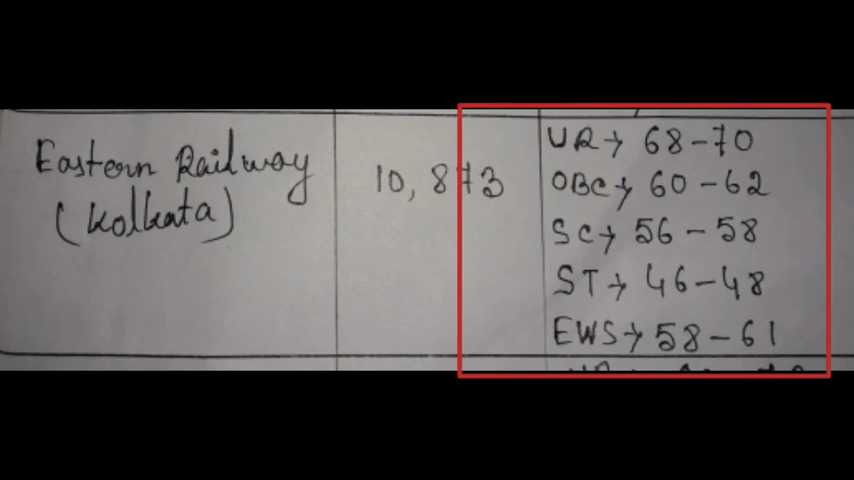 Eastern Railway
(Kolkata)
10, 873
UR → 68-70
OBC → 60-62
SC → 56-58
ST → 46-48
EWS → 58-61